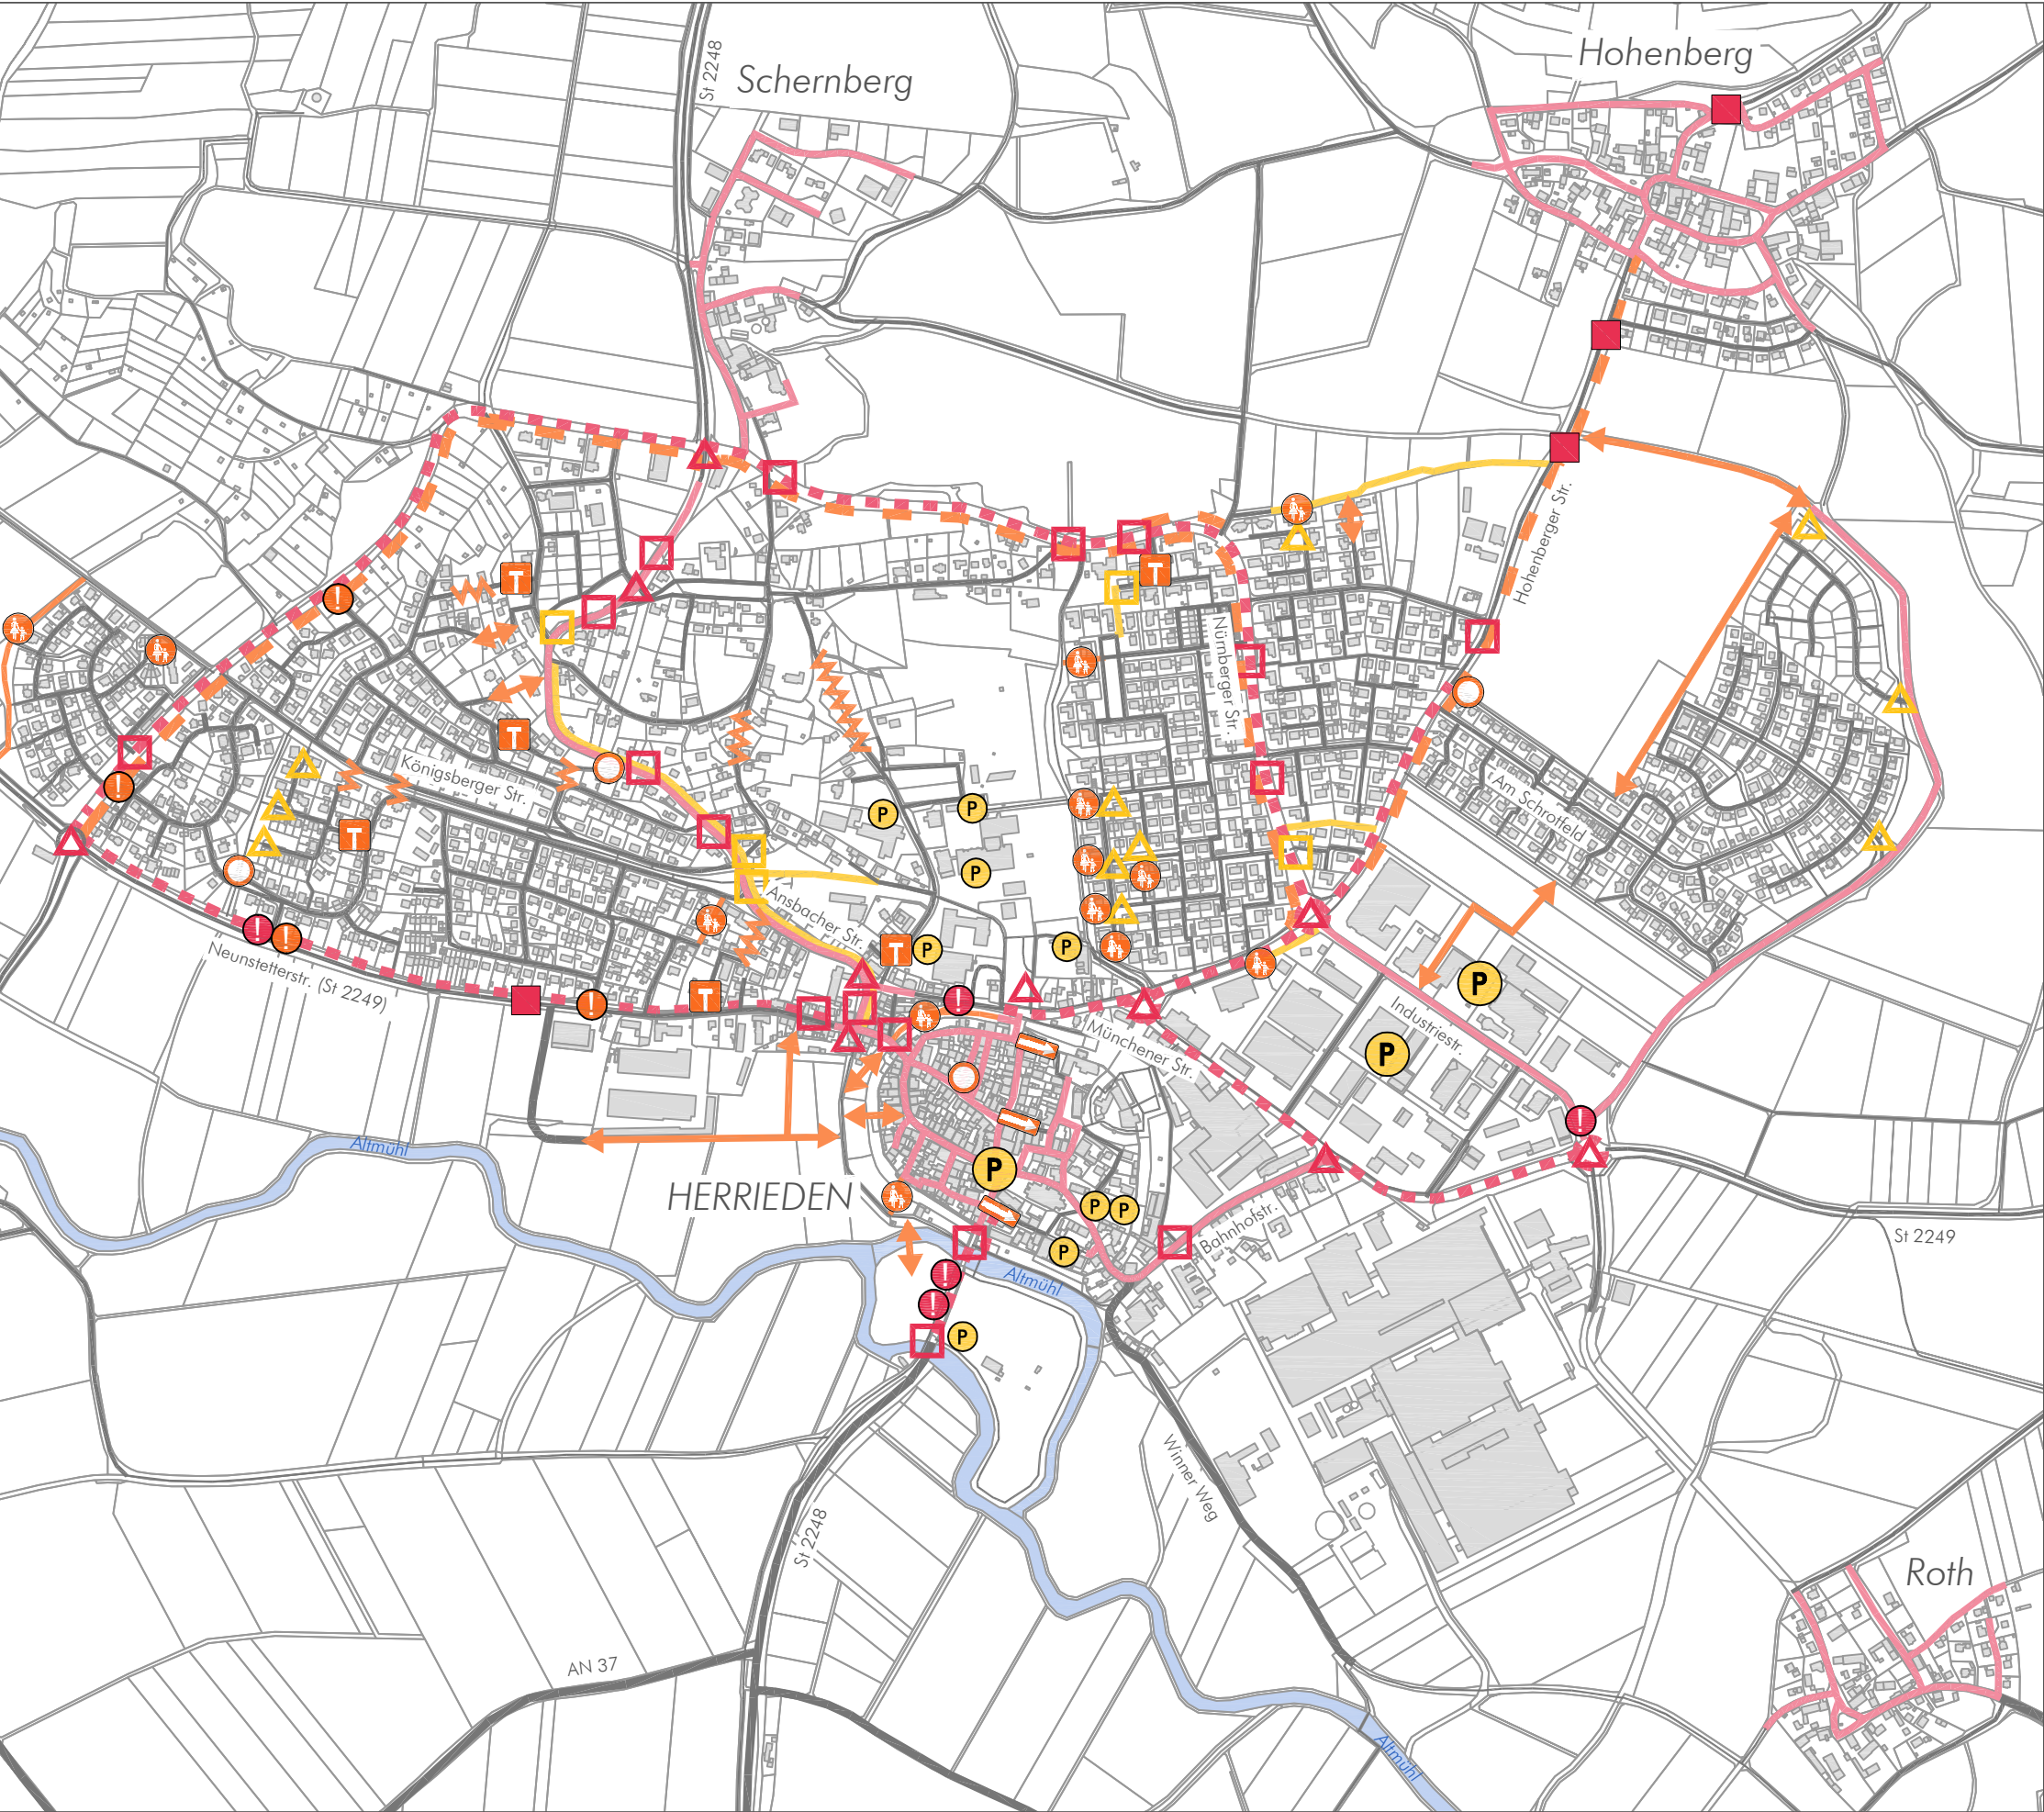 Hohenberg
St 2248
Schernberg
T
T
Hohenberger Str.
Nürnberger Str.
!
T
Königsberger Str.
!
P
P
Am Schroffeld
T
P
Ansbacher Str.
!
!
Neunstetterstr. (St 2249)
T
P
P
P
T
!
!
Industriestr.
Münchener Str.
P
!
Altmühl
P
HERRIEDEN
P
P
Bahnhofstr.
St 2249
P
!
Altmühl
!
P
Winner Weg
St 2248
Roth
AN 37
Altmühl